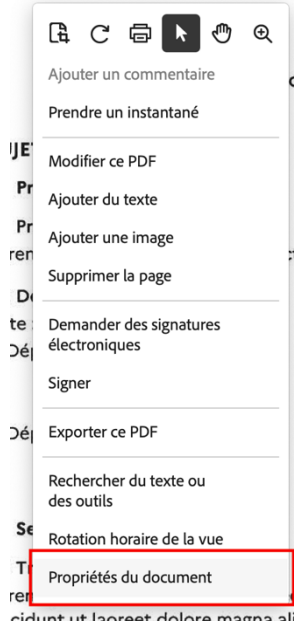 Ajouter un commentaire
Prendre un instantané
Modifier ce PDF
Ajouter du texte
Ajouter une image
Supprimer la page
Demander des signatures
électroniques
Signer
Exporter ce PDF
Rechercher du texte ou
des outils
Rotation horaire de la vue
Propriétés du document
cidunt ut laoreet dolore magna ali